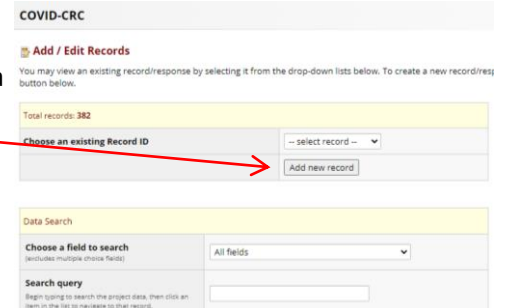 COVID-CRC
Add / Edit Records
You may view an existing record/response by selecting it from the drop-down lists below. To create a new record/resp
button below.
Total records: 382
Choose an existing Record ID
-- select record --
Add new record
Data Search
Choose a field to search
(excludes multiple choice fields)
All fields
Search query
Begin typing to search the project data, then click an
item in the list to navigate to that record.